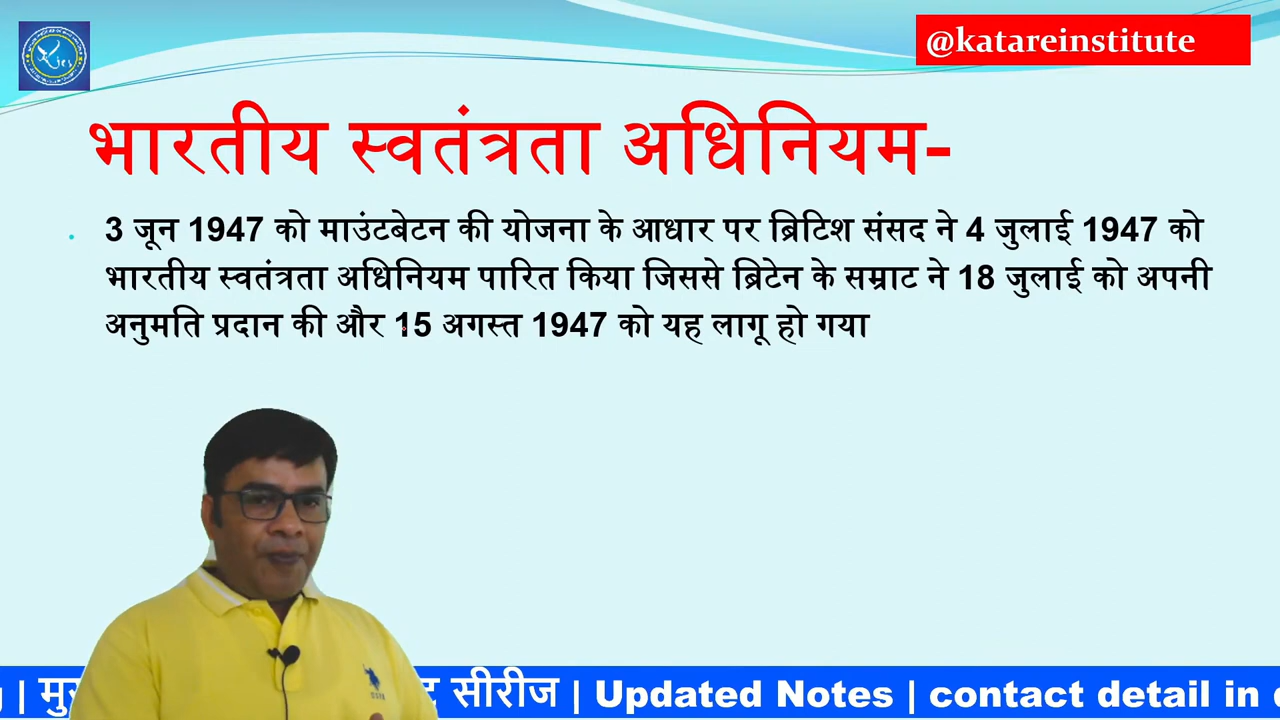 @katareinstitute
भारतीय स्वतंत्रता अधिनियम-
3 जून 1947 को माउंटबेटन की योजना के आधार पर ब्रिटिश संसद ने 4 जुलाई 1947 को
भारतीय स्वतंत्रता अधिनियम पारित किया जिससे ब्रिटेन के सम्राट ने 18 जुलाई को अपनी
अनुमति प्रदान की और 15 अगस्त 1947 को यह लागू हो गया
सीरीज | Updated Notes | contact detail in